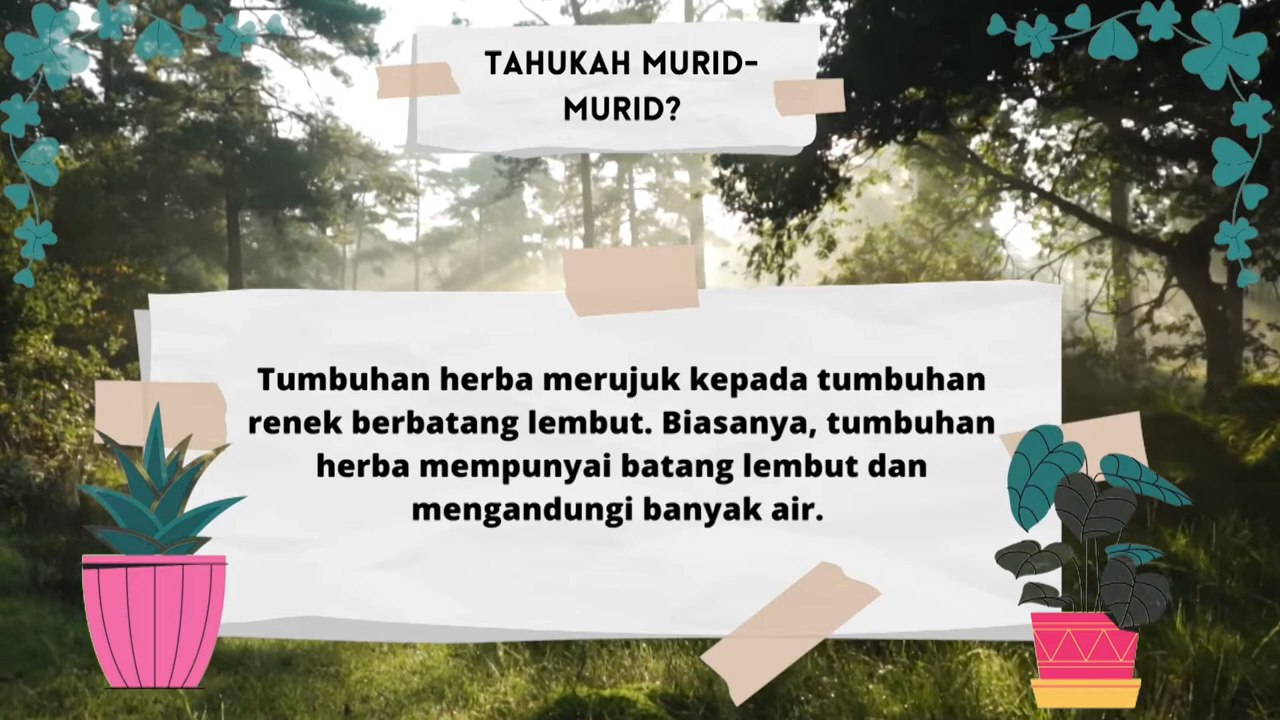 TAHUKAH MURID-
MURID?
Tumbuhan herba merujuk kepada tumbuhan
renek berbatang lembut. Biasanya, tumbuhan
herba mempunyai batang lembut dan
mengandungi banyak air.